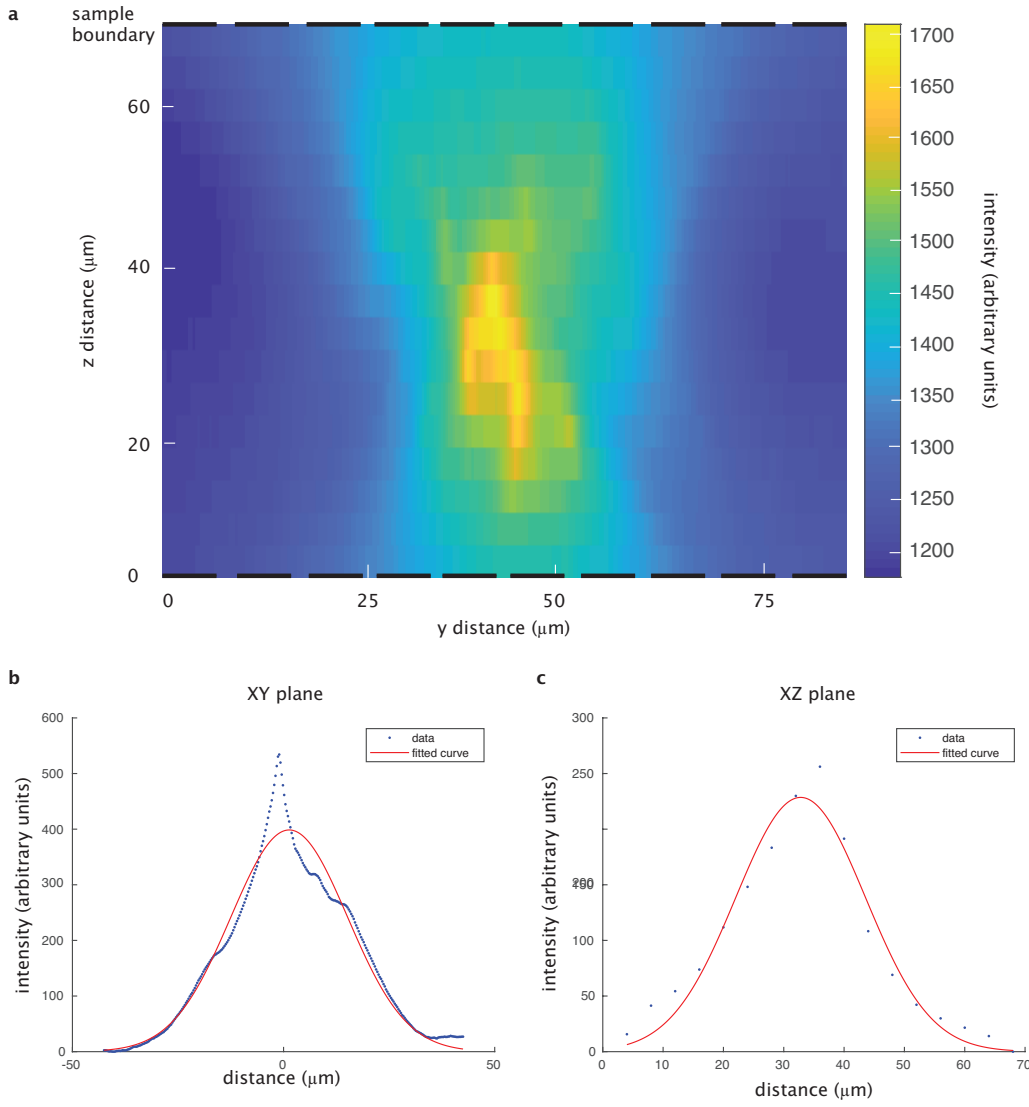 a
sample
boundary
60
40
20
0
z distance (μm)
0
25
50
75
y distance (μm)
1700
1650
1600
1550
1500
1450
1400
1350
1300
1250
1200
intensity (arbitrary units)
b
XY plane
600
500
400
300
200
100
0
intensity (arbitrary units)
-50
0
50
distance (μm)
data
fitted curve
c
XZ plane
300
250
200
150
100
50
0
intensity (arbitrary units)
0
10
20
30
40
50
60
70
distance (μm)
data
fitted curve